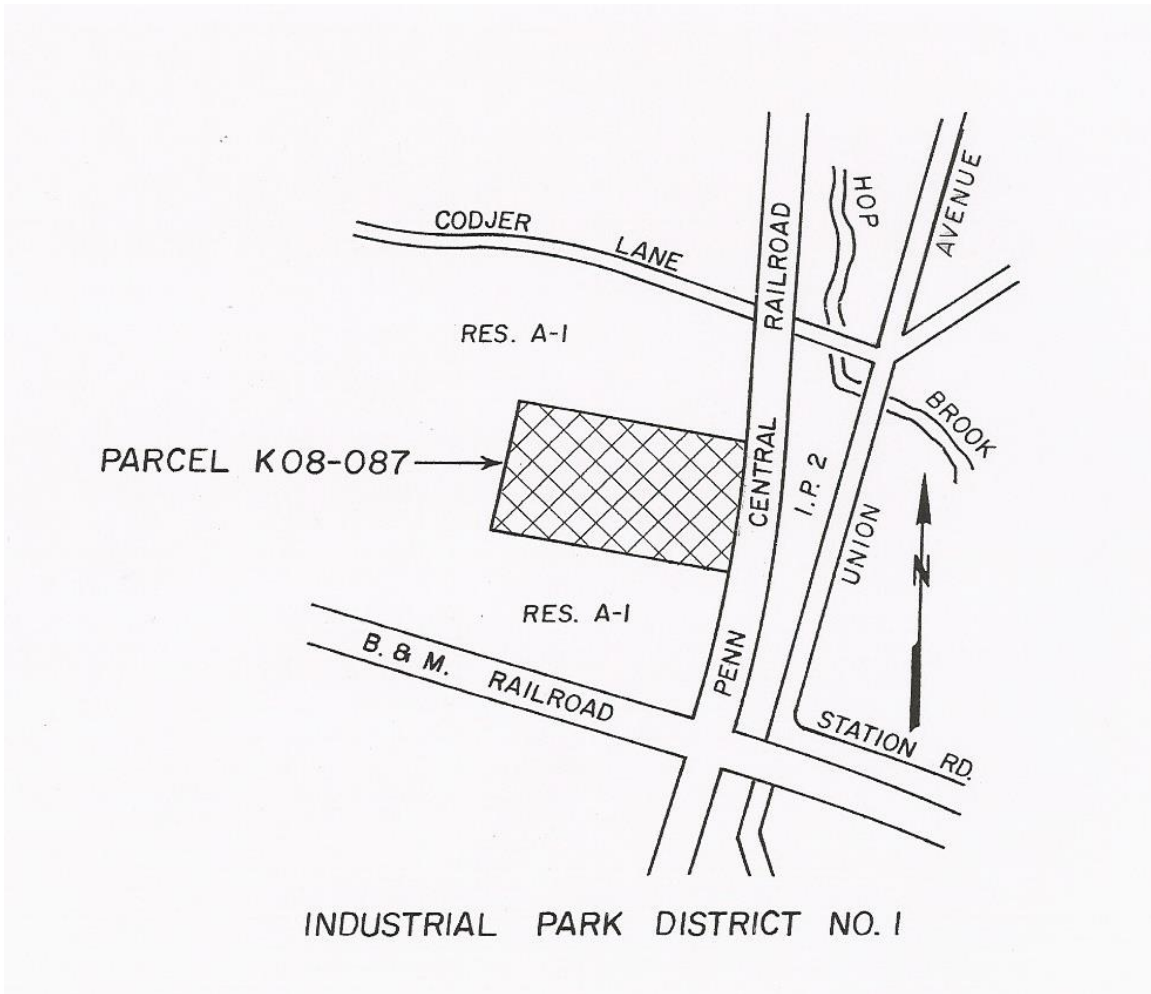 HOP
AVENUE
CODJER LANE
RES. A-1
PENN CENTRAL RAILROAD
BROOK
PARCEL K08-087
I.P. 2
UNION
N
RES. A-1
B. & M. RAILROAD
STATION RD.
INDUSTRIAL PARK DISTRICT NO. 1